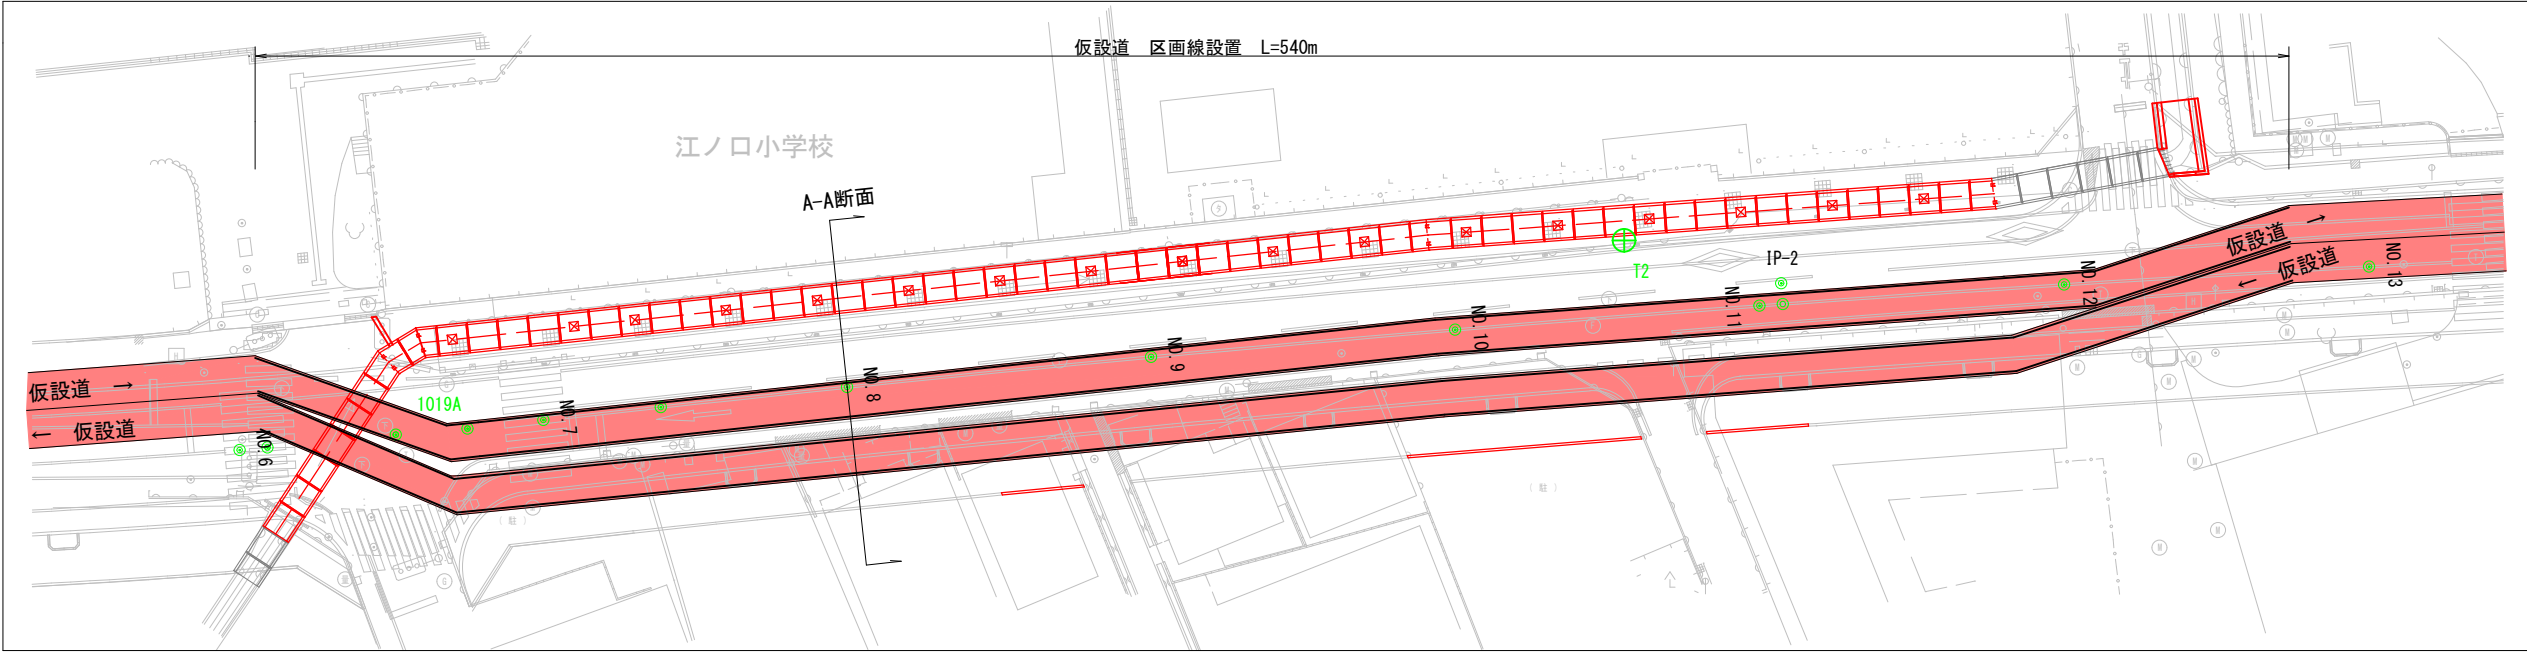 仮設道 区画線設置 L=540m
江ノ口小学校
A-A断面
T2
IP-2
仮設道 →
← 仮設道
1019A
NO.6
NO.7
NO.8
NO.9
NO.10
NO.11
NO.12
NO.13
仮設道 →
← 仮設道
(駐)
(駐)